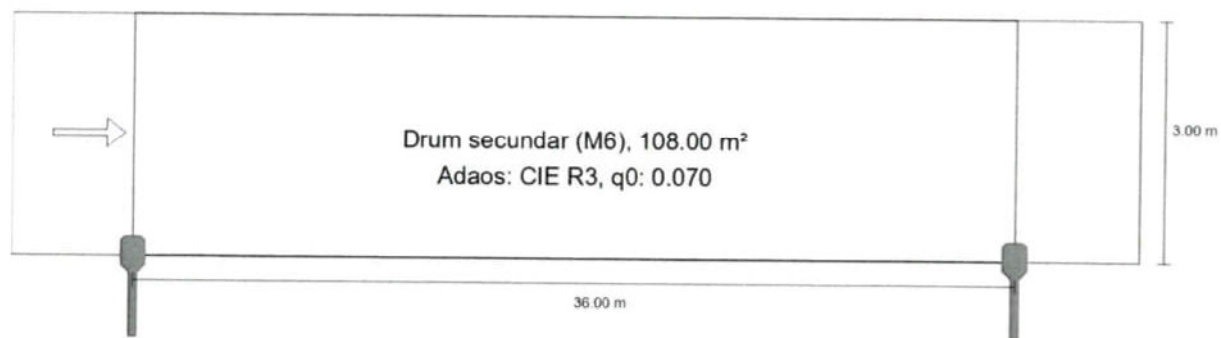 Drum secundar (M6), 108.00 m²
Adaos: CIE R3, q0: 0.070
3.00 m
36.00 m